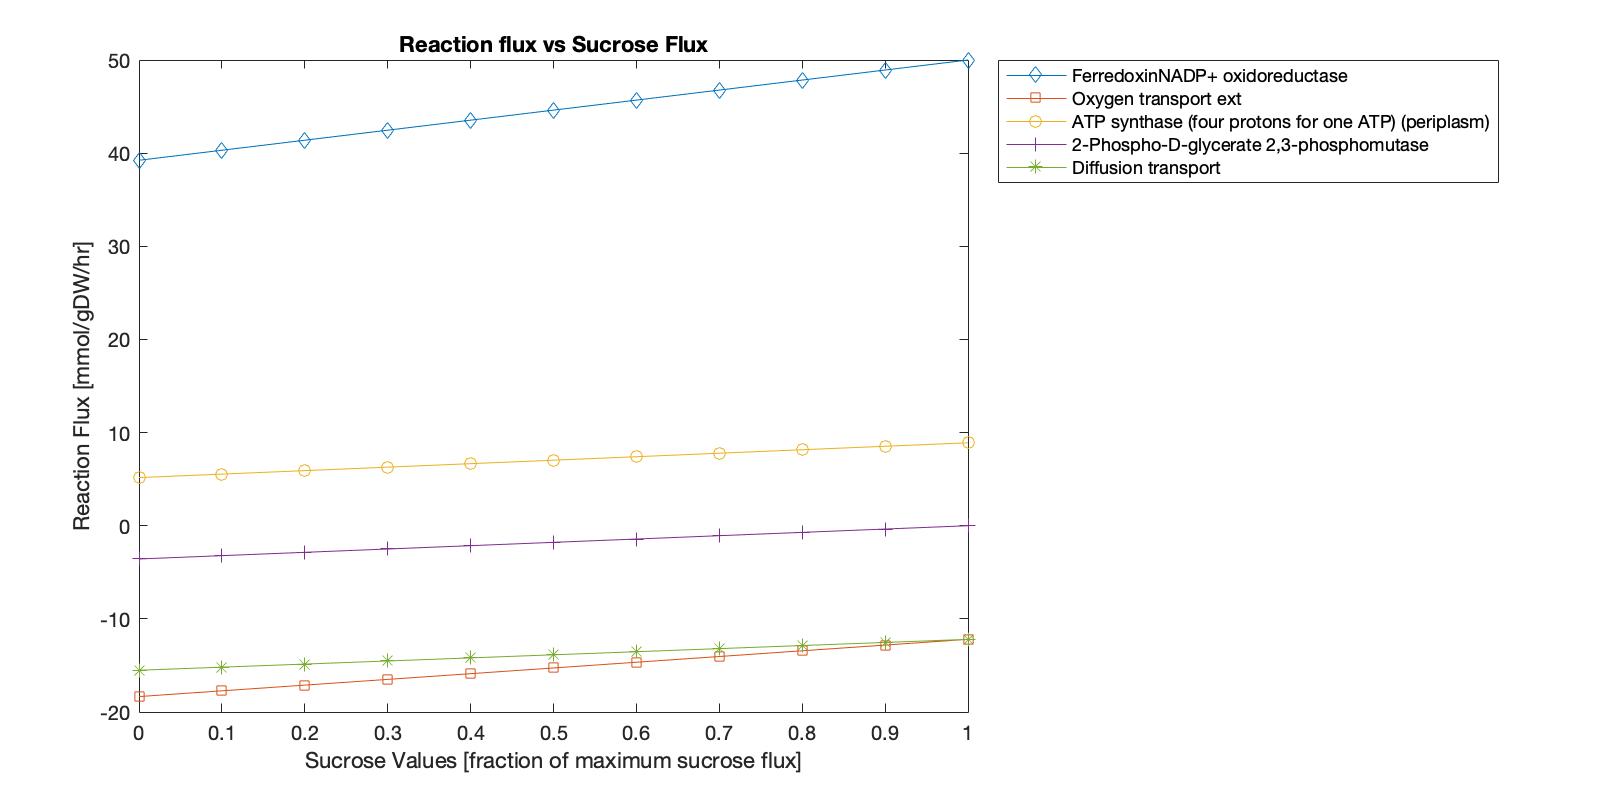 Reaction flux vs Sucrose Flux
50
40
30
20
10
0
-10
-20
Reaction Flux [mmol/gDW/hr]
0 0.1 0.2 0.3 0.4 0.5 0.6 0.7 0.8 0.9 1
Sucrose Values [fraction of maximum sucrose flux]
FerredoxinNADP+ oxidoreductase
Oxygen transport ext
ATP synthase (four protons for one ATP) (periplasm)
2-Phospho-D-glycerate 2,3-phosphomutase
Diffusion transport